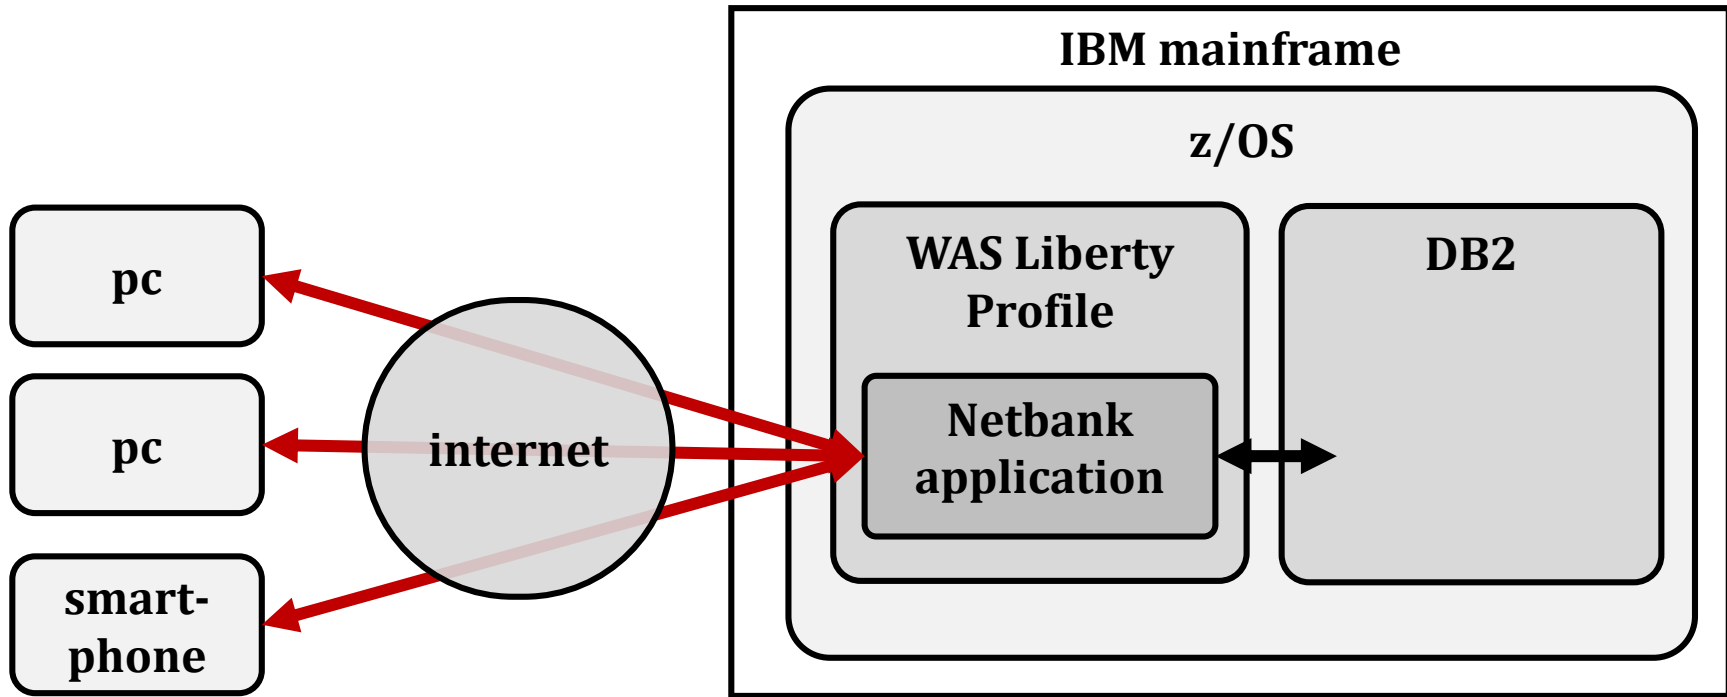 IBM mainframe
z/OS
WAS Liberty
Profile
DB2
Netbank
application
internet
pc
pc
smart-
phone